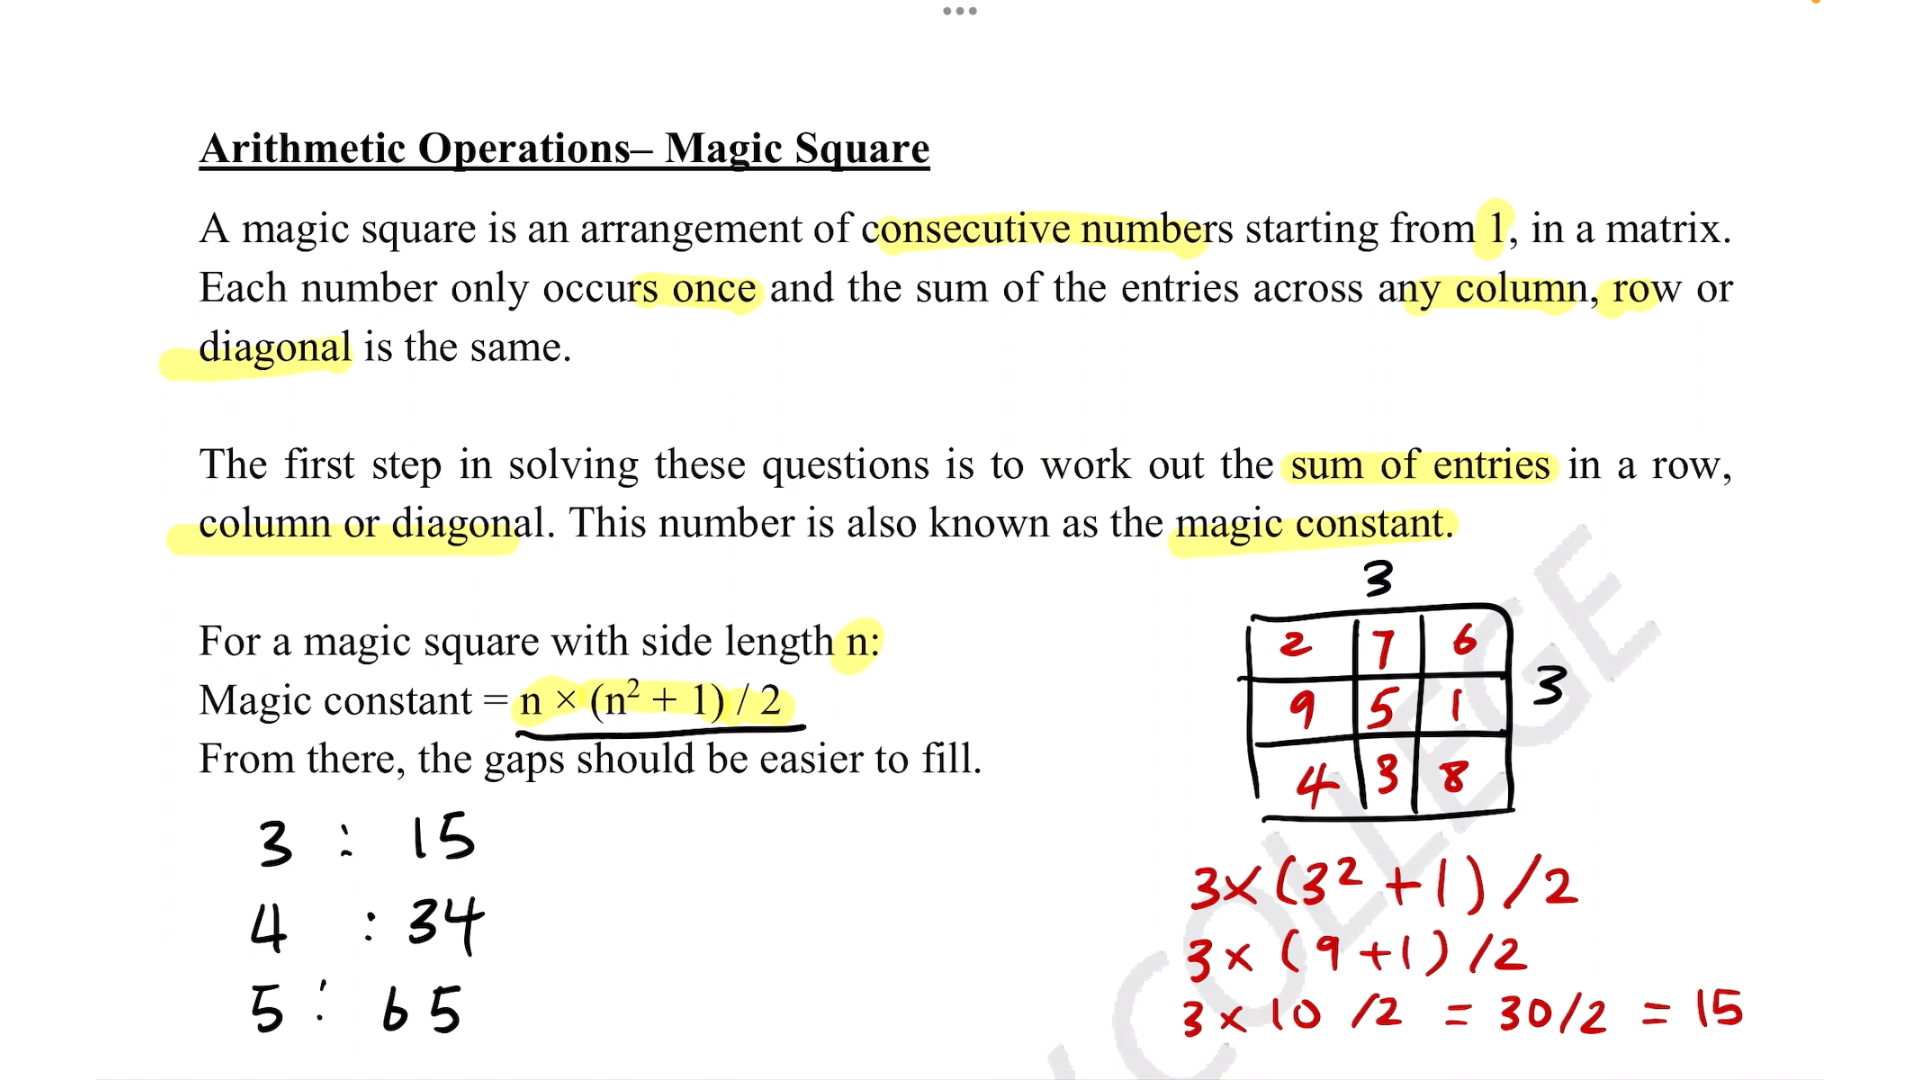 Arithmetic Operations– Magic Square
A magic square is an arrangement of consecutive numbers starting from 1, in a matrix.
Each number only occurs once and the sum of the entries across any column, row or
diagonal is the same.
The first step in solving these questions is to work out the sum of entries in a row,
column or diagonal. This number is also known as the magic constant.
For a magic square with side length n:
Magic constant = n × (n² + 1) / 2
From there, the gaps should be easier to fill.
3 : 15
4 : 34
5 : 65
3
2 7 6
9 5 1
3
4 3 8
3×(3² +1) /2
3× (9+1) /2
3 × 10 /2 = 30/2 = 15
COLLEGE